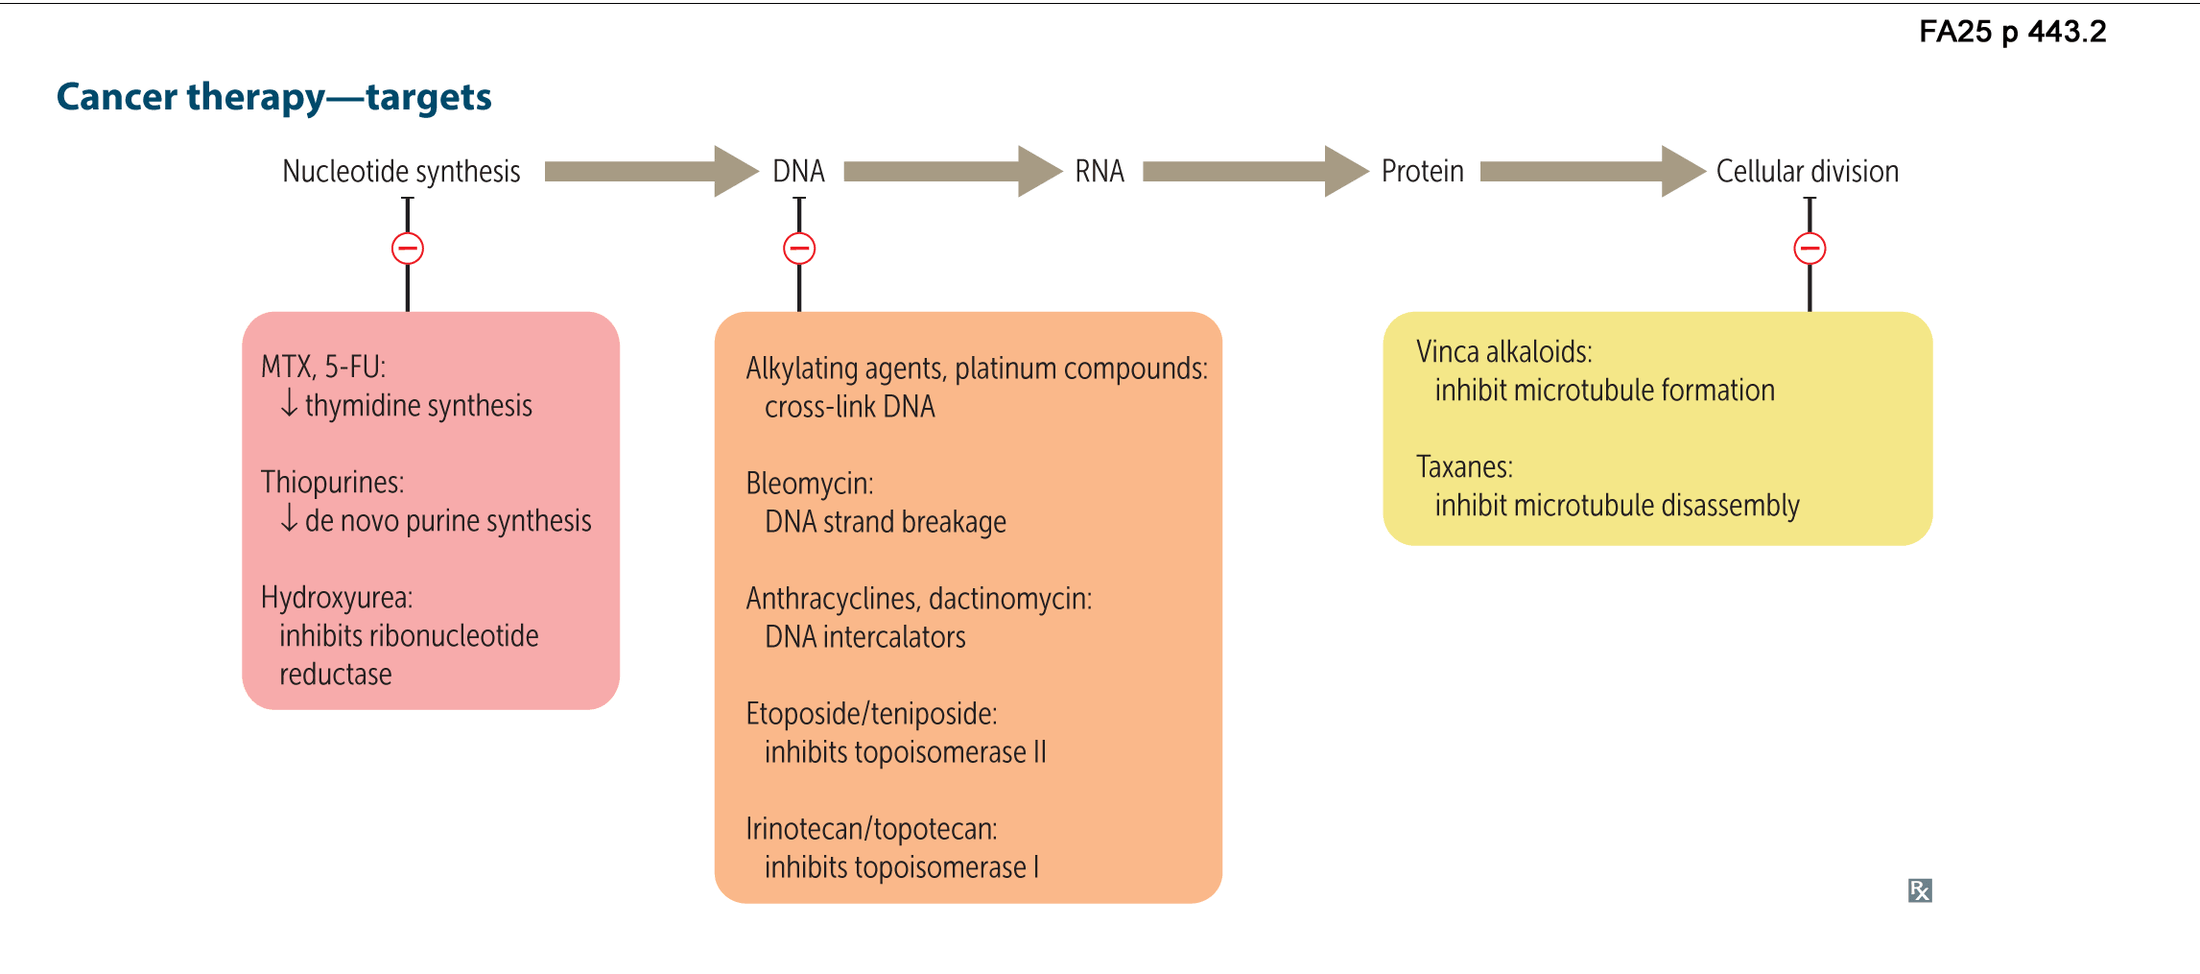 FA25 p 443.2
Cancer therapy—targets
Nucleotide synthesis
DNA
RNA
Protein
Cellular division
MTX, 5-FU:
↓ thymidine synthesis
Thiopurines:
↓ de novo purine synthesis
Hydroxyurea:
inhibits ribonucleotide
reductase
Alkylating agents, platinum compounds:
cross-link DNA
Bleomycin:
DNA strand breakage
Anthracyclines, dactinomycin:
DNA intercalators
Etoposide/teniposide:
inhibits topoisomerase II
Irinotecan/topotecan:
inhibits topoisomerase I
Vinca alkaloids:
inhibit microtubule formation
Taxanes:
inhibit microtubule disassembly
Rx